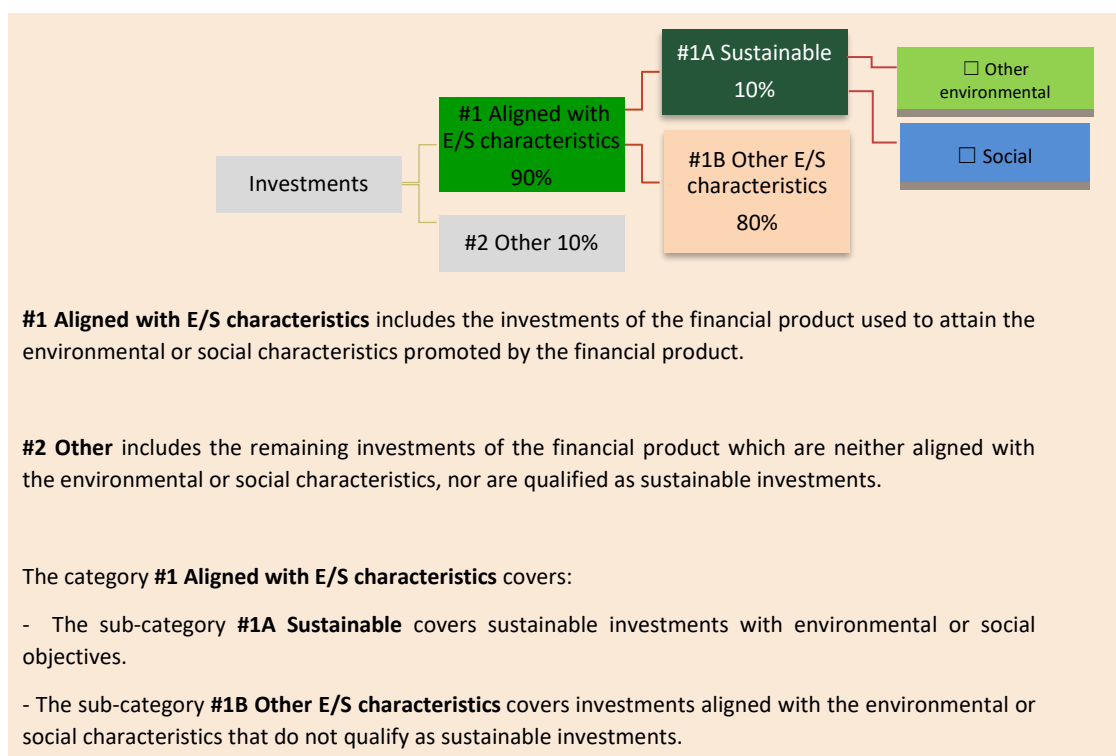 #1A Sustainable
10%
☐ Other
environmental
#1 Aligned with
E/S characteristics
90%
☐ Social
#1B Other E/S
characteristics
80%
Investments
#2 Other 10%
#1 Aligned with E/S characteristics includes the investments of the financial product used to attain the
environmental or social characteristics promoted by the financial product.
#2 Other includes the remaining investments of the financial product which are neither aligned with
the environmental or social characteristics, nor are qualified as sustainable investments.
The category #1 Aligned with E/S characteristics covers:
- The sub-category #1A Sustainable covers sustainable investments with environmental or social
objectives.
- The sub-category #1B Other E/S characteristics covers investments aligned with the environmental or
social characteristics that do not qualify as sustainable investments.